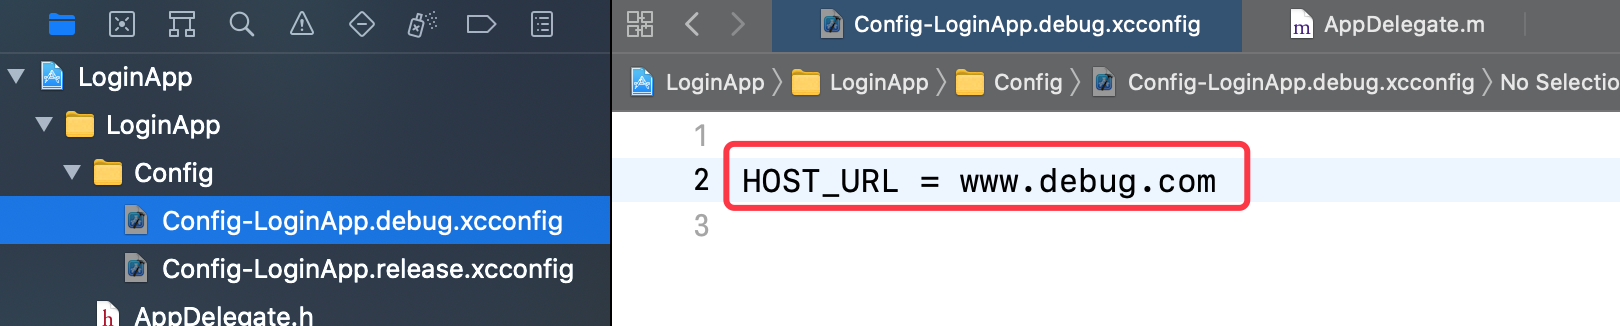 LoginApp
LoginApp
Config
Config-LoginApp.debug.xcconfig
Config-LoginApp.release.xcconfig
h AppDelegate.h
Config-LoginApp.debug.xcconfig
m AppDelegate.m
LoginApp LoginApp Config Config-LoginApp.debug.xcconfig No Selectio
1
2 HOST_URL = www.debug.com
3